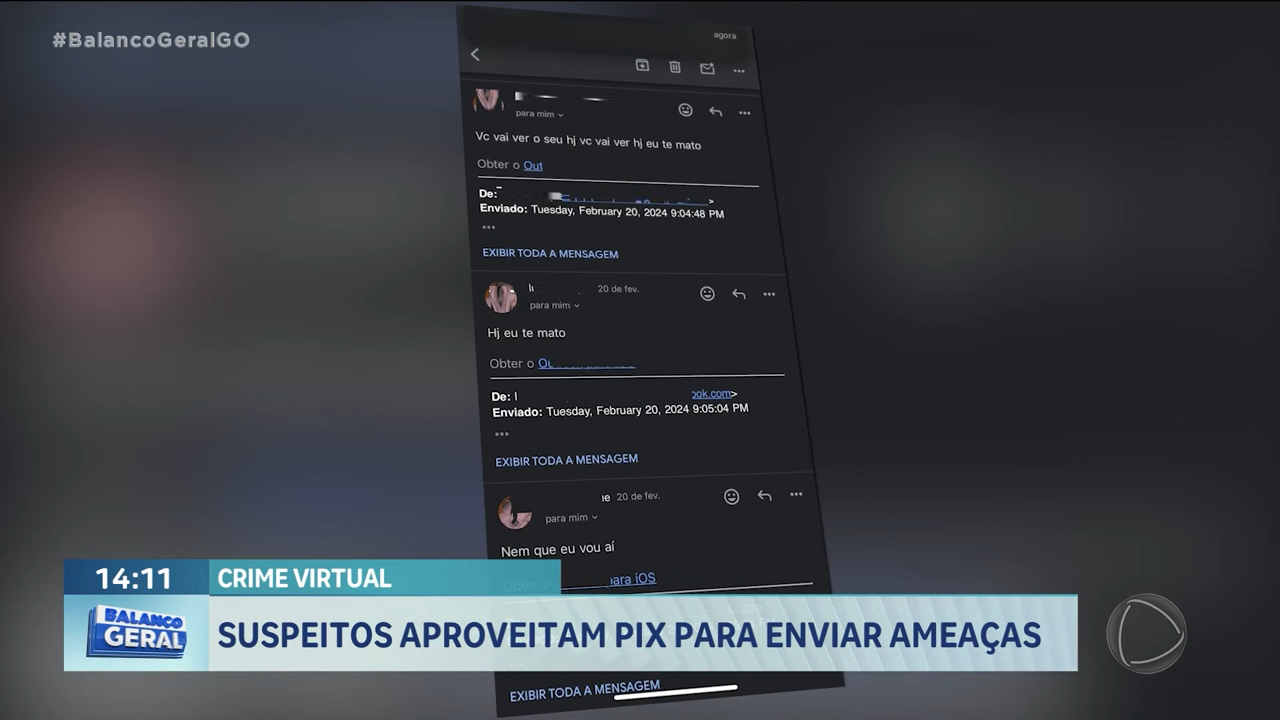 #BalancoGeralGO
agora
para mim
Vc vai ver o seu hj vc vai ver hj eu te mato
Obter o Out
De:
>
Enviado: Tuesday, February 20, 2024 9:04:48 PM
EXIBIR TODA A MENSAGEM
20 de fev.
para mim
Hj eu te mato
Obter o
De:
ook.com>
Enviado: Tuesday, February 20, 2024 9:05:04 PM
EXIBIR TODA A MENSAGEM
20 de fev.
para mim
Nem que eu vou aí
Obter o para iOS
14:11 CRIME VIRTUAL
BALANCO GERAL
SUSPEITOS APROVEITAM PIX PARA ENVIAR AMEAÇAS
EXIBIR TODA A MENSAGEM